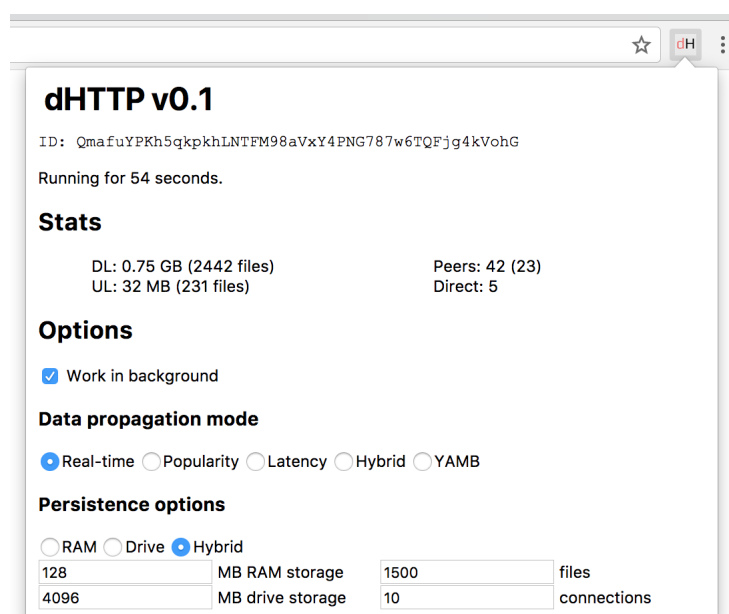 dH
dHTTP v0.1
ID: QmafuYPKh5qkpkhLNTFM98aVxY4PNG787w6TQFjg4kVohG
Running for 54 seconds.
Stats
DL: 0.75 GB (2442 files) Peers: 42 (23)
UL: 32 MB (231 files) Direct: 5
Options
Work in background
Data propagation mode
Real-time Popularity Latency Hybrid YAMB
Persistence options
RAM Drive Hybrid
128 MB RAM storage 1500 files
4096 MB drive storage 10 connections